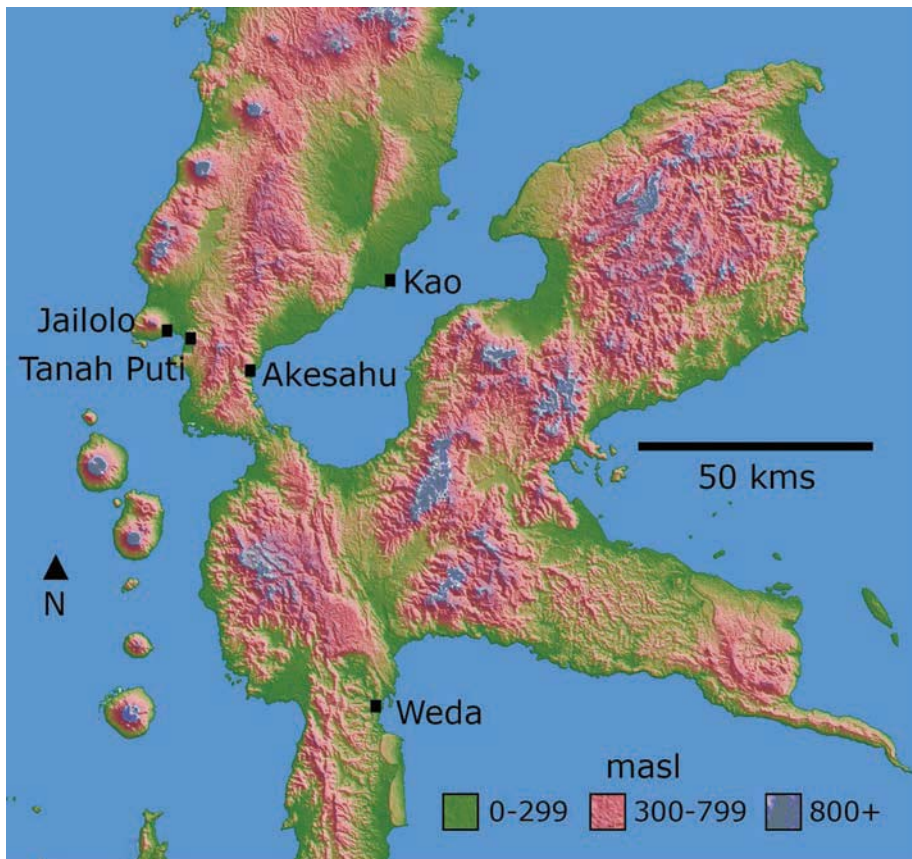 Kao
Jailolo
Tanah Puti
Akesahu
50 kms
N
Weda
masl
0-299 300-799 800+